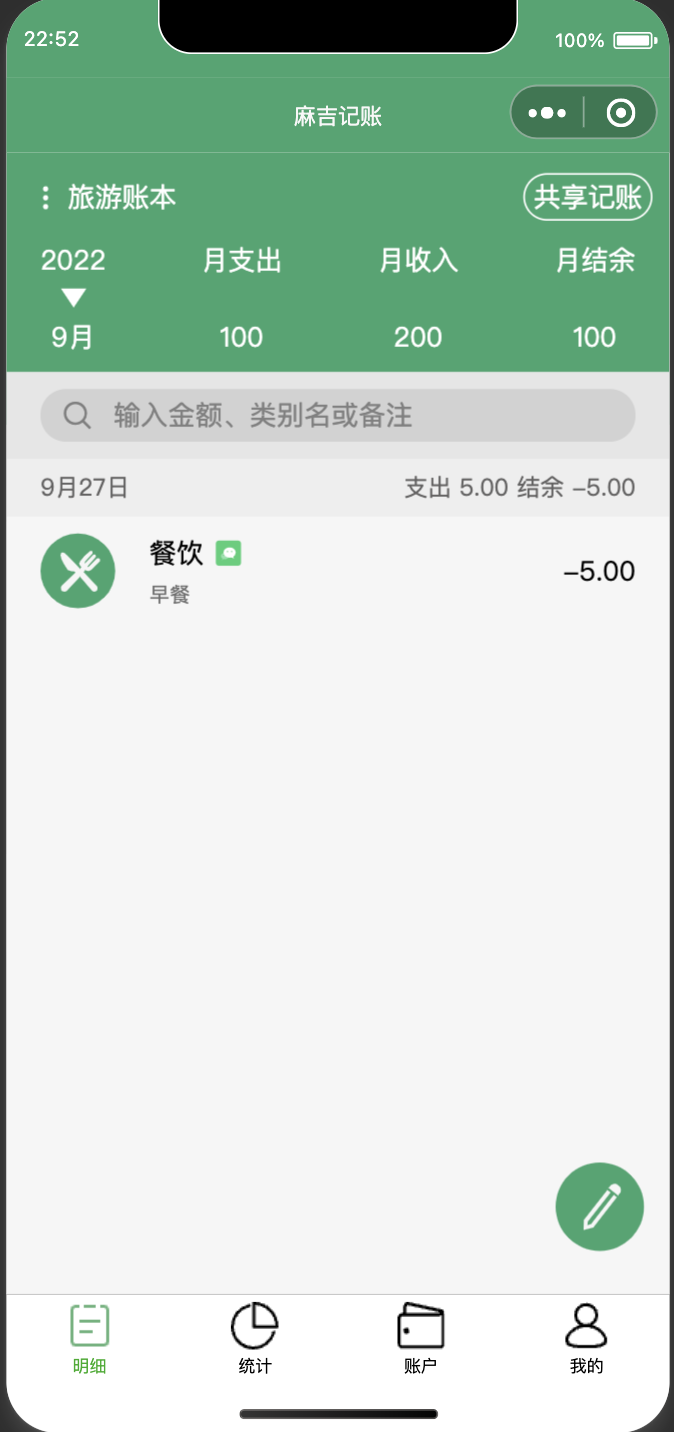 22:52 100%
麻吉记账
旅游账本 共享记账
2022 月支出 月收入 月结余
9月 100 200 100
输入金额、类别名或备注
9月27日 支出 5.00 结余 –5.00
餐饮
–5.00
早餐
明细 统计 账户 我的